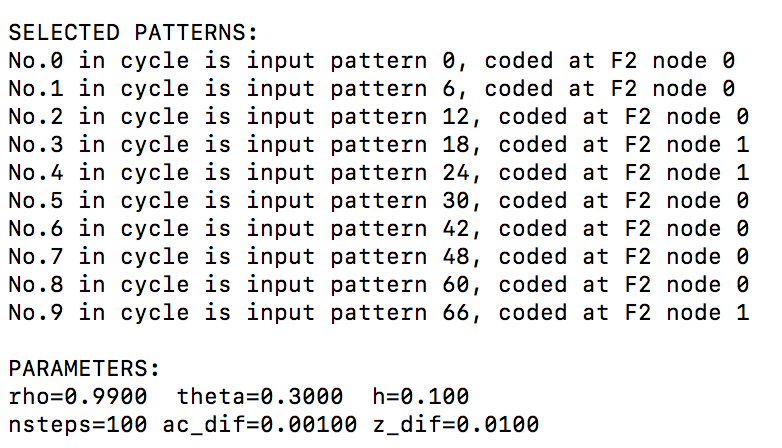 SELECTED PATTERNS:
No.0 in cycle is input pattern 0, coded at F2 node 0
No.1 in cycle is input pattern 6, coded at F2 node 0
No.2 in cycle is input pattern 12, coded at F2 node 0
No.3 in cycle is input pattern 18, coded at F2 node 1
No.4 in cycle is input pattern 24, coded at F2 node 1
No.5 in cycle is input pattern 30, coded at F2 node 0
No.6 in cycle is input pattern 42, coded at F2 node 0
No.7 in cycle is input pattern 48, coded at F2 node 0
No.8 in cycle is input pattern 60, coded at F2 node 0
No.9 in cycle is input pattern 66, coded at F2 node 1
PARAMETERS:
rho=0.9900  theta=0.3000  h=0.100
nsteps=100 ac_dif=0.00100 z_dif=0.0100